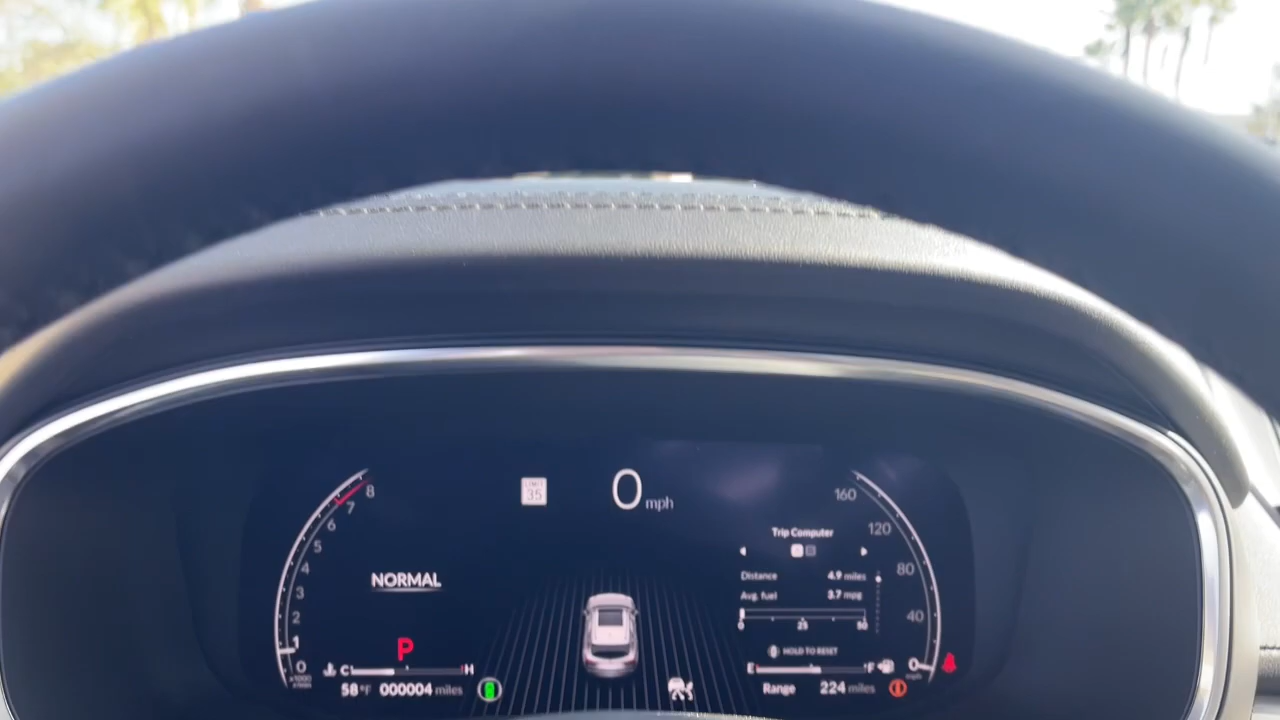 8
7
6
5
4
3
2
1
0
NORMAL
P
C
H
58°F 000004 miles
LIMIT
35
0 mph
Trip Computer
Distance 4.9 miles
Avg. fuel 3.7 mpg
0 25 50
HOLD TO RESET
E
F
Range 224 miles
160
120
80
40
0
mph